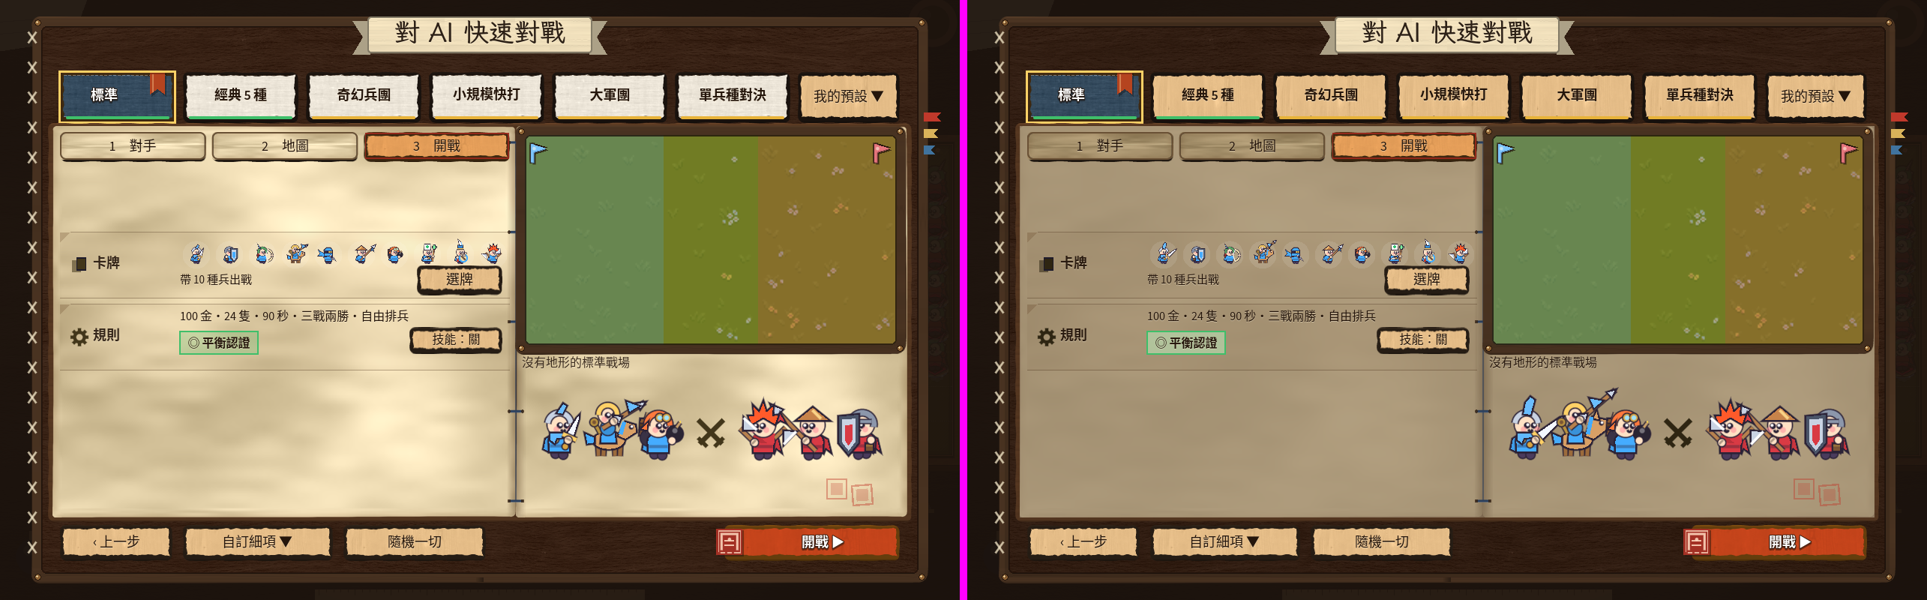 對 AI 快速對戰
標準
經典 5 種
奇幻兵團
小規模快打
大軍團
單兵種對決
我的預設 ▼
1 對手
2 地圖
3 開戰
卡牌
帶 10 種兵出戰
選牌
規則
100 金・24 隻・90 秒・三戰兩勝・自由排兵
◎平衡認證
技能：關
沒有地形的標準戰場
‹ 上一步
自訂細項 ▼
隨機一切
開戰 ▶
對 AI 快速對戰
標準
經典 5 種
奇幻兵團
小規模快打
大軍團
單兵種對決
我的預設 ▼
1 對手
2 地圖
3 開戰
卡牌
帶 10 種兵出戰
選牌
規則
100 金・24 隻・90 秒・三戰兩勝・自由排兵
◎平衡認證
技能：關
沒有地形的標準戰場
‹ 上一步
自訂細項 ▼
隨機一切
開戰 ▶